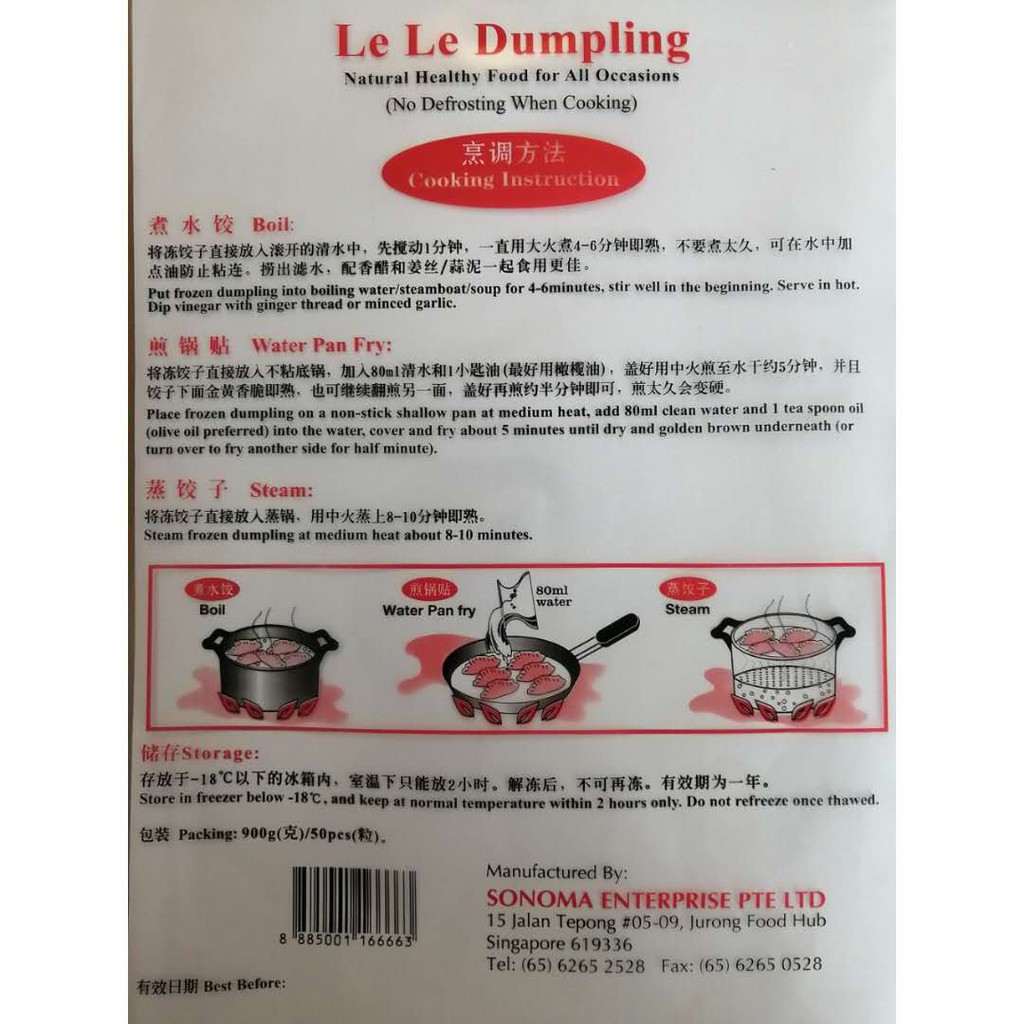 Le Le Dumpling
Natural Healthy Food for All Occasions
(No Defrosting When Cooking)
烹调方法
Cooking Instruction
煮水饺 Boil:
将冻饺子直接放入滚开的清水中，先搅动1分钟，一直用大火煮4-6分钟即熟，不要煮太久，可在水中加
点油防止粘连。捞出滤水，配香醋和姜丝/蒜泥一起食用更佳。
Put frozen dumpling into boiling water/steamboat/soup for 4-6minutes, stir well in the beginning. Serve in hot.
Dip vinegar with ginger thread or minced garlic.
煎锅贴 Water Pan Fry:
将冻饺子直接放入不粘底锅，加入80ml清水和1小匙油(最好用橄榄油)，盖好用中火煎至水干约5分钟，并且
饺子下面金黄香脆即熟，也可继续翻煎另一面，盖好再煎约半分钟即可，煎太久会变硬。
Place frozen dumpling on a non-stick shallow pan at medium heat, add 80ml clean water and 1 tea spoon oil
(olive oil preferred) into the water, cover and fry about 5 minutes until dry and golden brown underneath (or
turn over to fry another side for half minute).
蒸饺子 Steam:
将冻饺子直接放入蒸锅，用中火蒸上8-10分钟即熟。
Steam frozen dumpling at medium heat about 8-10 minutes.
煮水饺
Boil
煎锅贴
Water Pan fry
80ml
water
蒸饺子
Steam
储存Storage:
存放于-18℃以下的冰箱内，室温下只能放2小时。解冻后，不可再冻。有效期为一年。
Store in freezer below -18℃, and keep at normal temperature within 2 hours only. Do not refreeze once thawed.
包装 Packing: 900g(克)/50pcs(粒)。
8 885001 166663
Manufactured By:
SONOMA ENTERPRISE PTE LTD
15 Jalan Tepong #05-09, Jurong Food Hub
Singapore 619336
Tel: (65) 6265 2528 Fax: (65) 6265 0528
有效日期 Best Before: